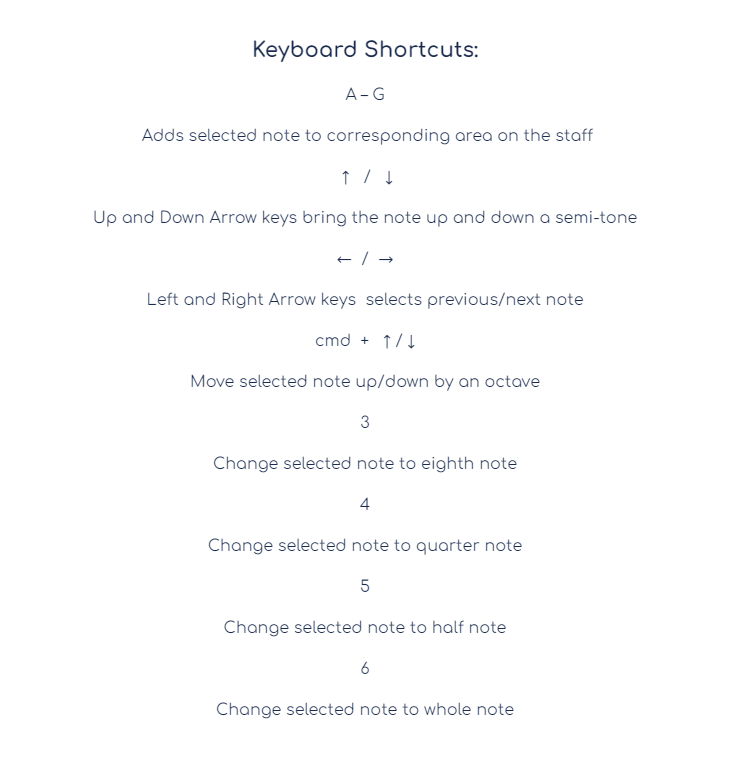 Keyboard Shortcuts:
A – G
Adds selected note to corresponding area on the staff
↑ / ↓
Up and Down Arrow keys bring the note up and down a semi-tone
← / →
Left and Right Arrow keys  selects previous/next note
cmd + ↑/↓
Move selected note up/down by an octave
3
Change selected note to eighth note
4
Change selected note to quarter note
5
Change selected note to half note
6
Change selected note to whole note